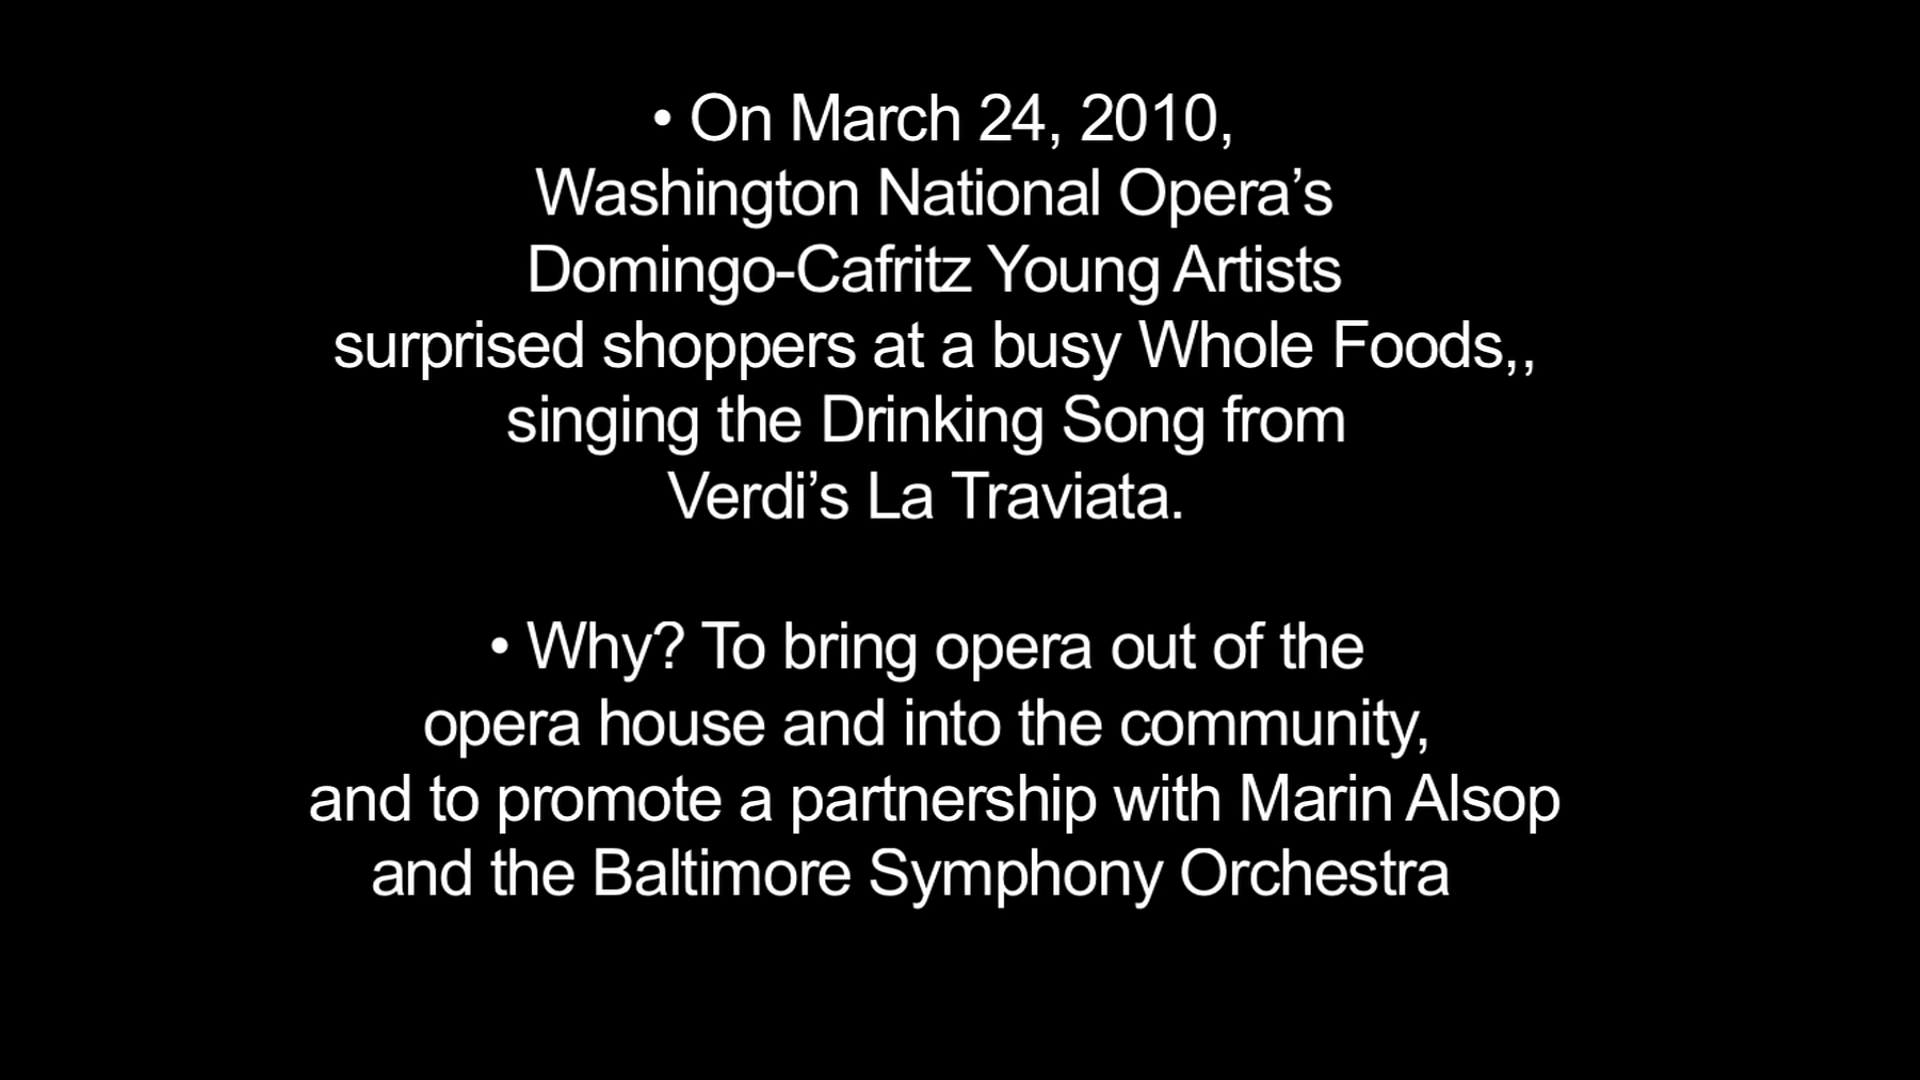 • On March 24, 2010,
Washington National Opera’s
Domingo-Cafritz Young Artists
surprised shoppers at a busy Whole Foods,,
singing the Drinking Song from
Verdi’s La Traviata.
• Why? To bring opera out of the
opera house and into the community,
and to promote a partnership with Marin Alsop
and the Baltimore Symphony Orchestra